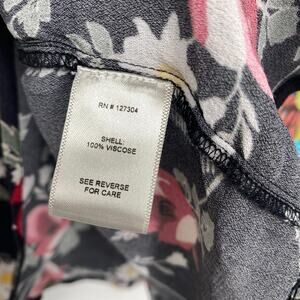 RN # 127304
SHELL:
100% VISCOSE
SEE REVERSE
FOR CARE